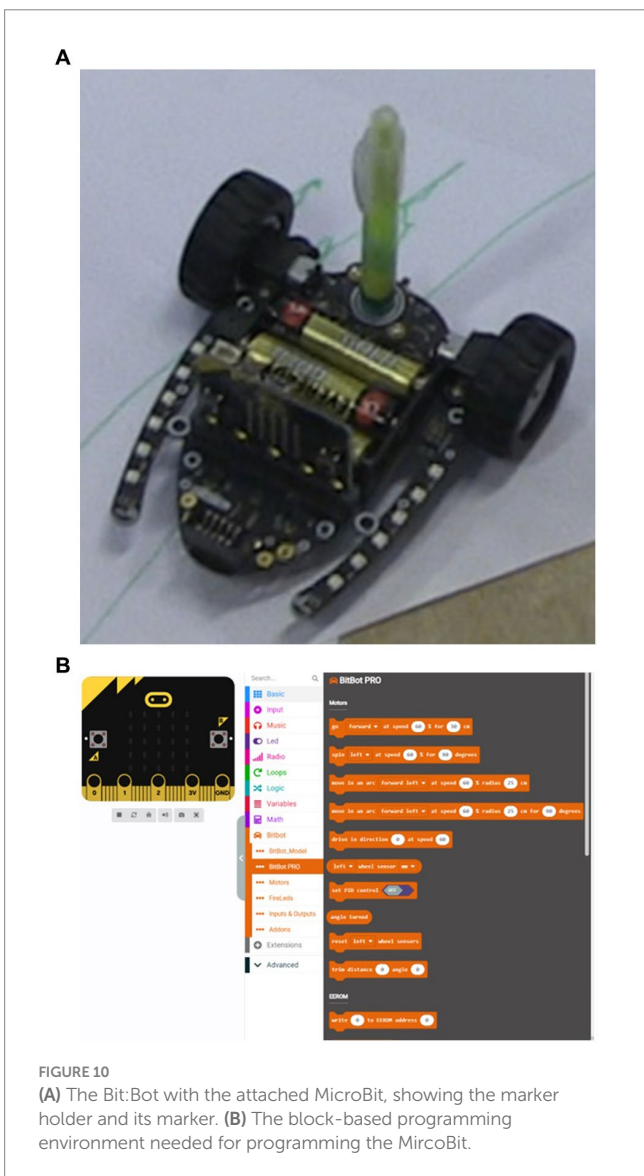 A
B
Search...
Basic
Input
Music
Led
Radio
Loops
Logic
Variables
Math
Bitbot
BitBot_Model
BitBot PRO
Motors
FireLeds
Inputs & Outputs
Addons
Extensions
Advanced
A
B
0 1 2 3V GND
BitBot PRO
Motors
go forward at speed 60 % for 30 cm
spin left at speed 60 % for 90 degrees
move in an arc forward left at speed 60 % radius 25 cm
move in an arc forward left at speed 60 % radius 25 cm for 90 degrees
drive in direction 0 at speed 60
left wheel sensor mm
set PID control OFF
angle turned
reset left wheel sensors
trim distance 0 angle 0
EEROM
write 0 to EEROM address 0
FIGURE 10
(A) The Bit:Bot with the attached MicroBit, showing the marker
holder and its marker. (B) The block-based programming
environment needed for programming the MircoBit.